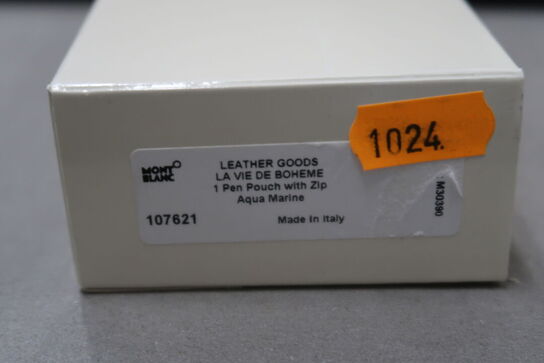 1024.
MONT
BLANC
LEATHER GOODS
LA VIE DE BOHEME
1 Pen Pouch with Zip
Aqua Marine
107621
Made in Italy
M30390